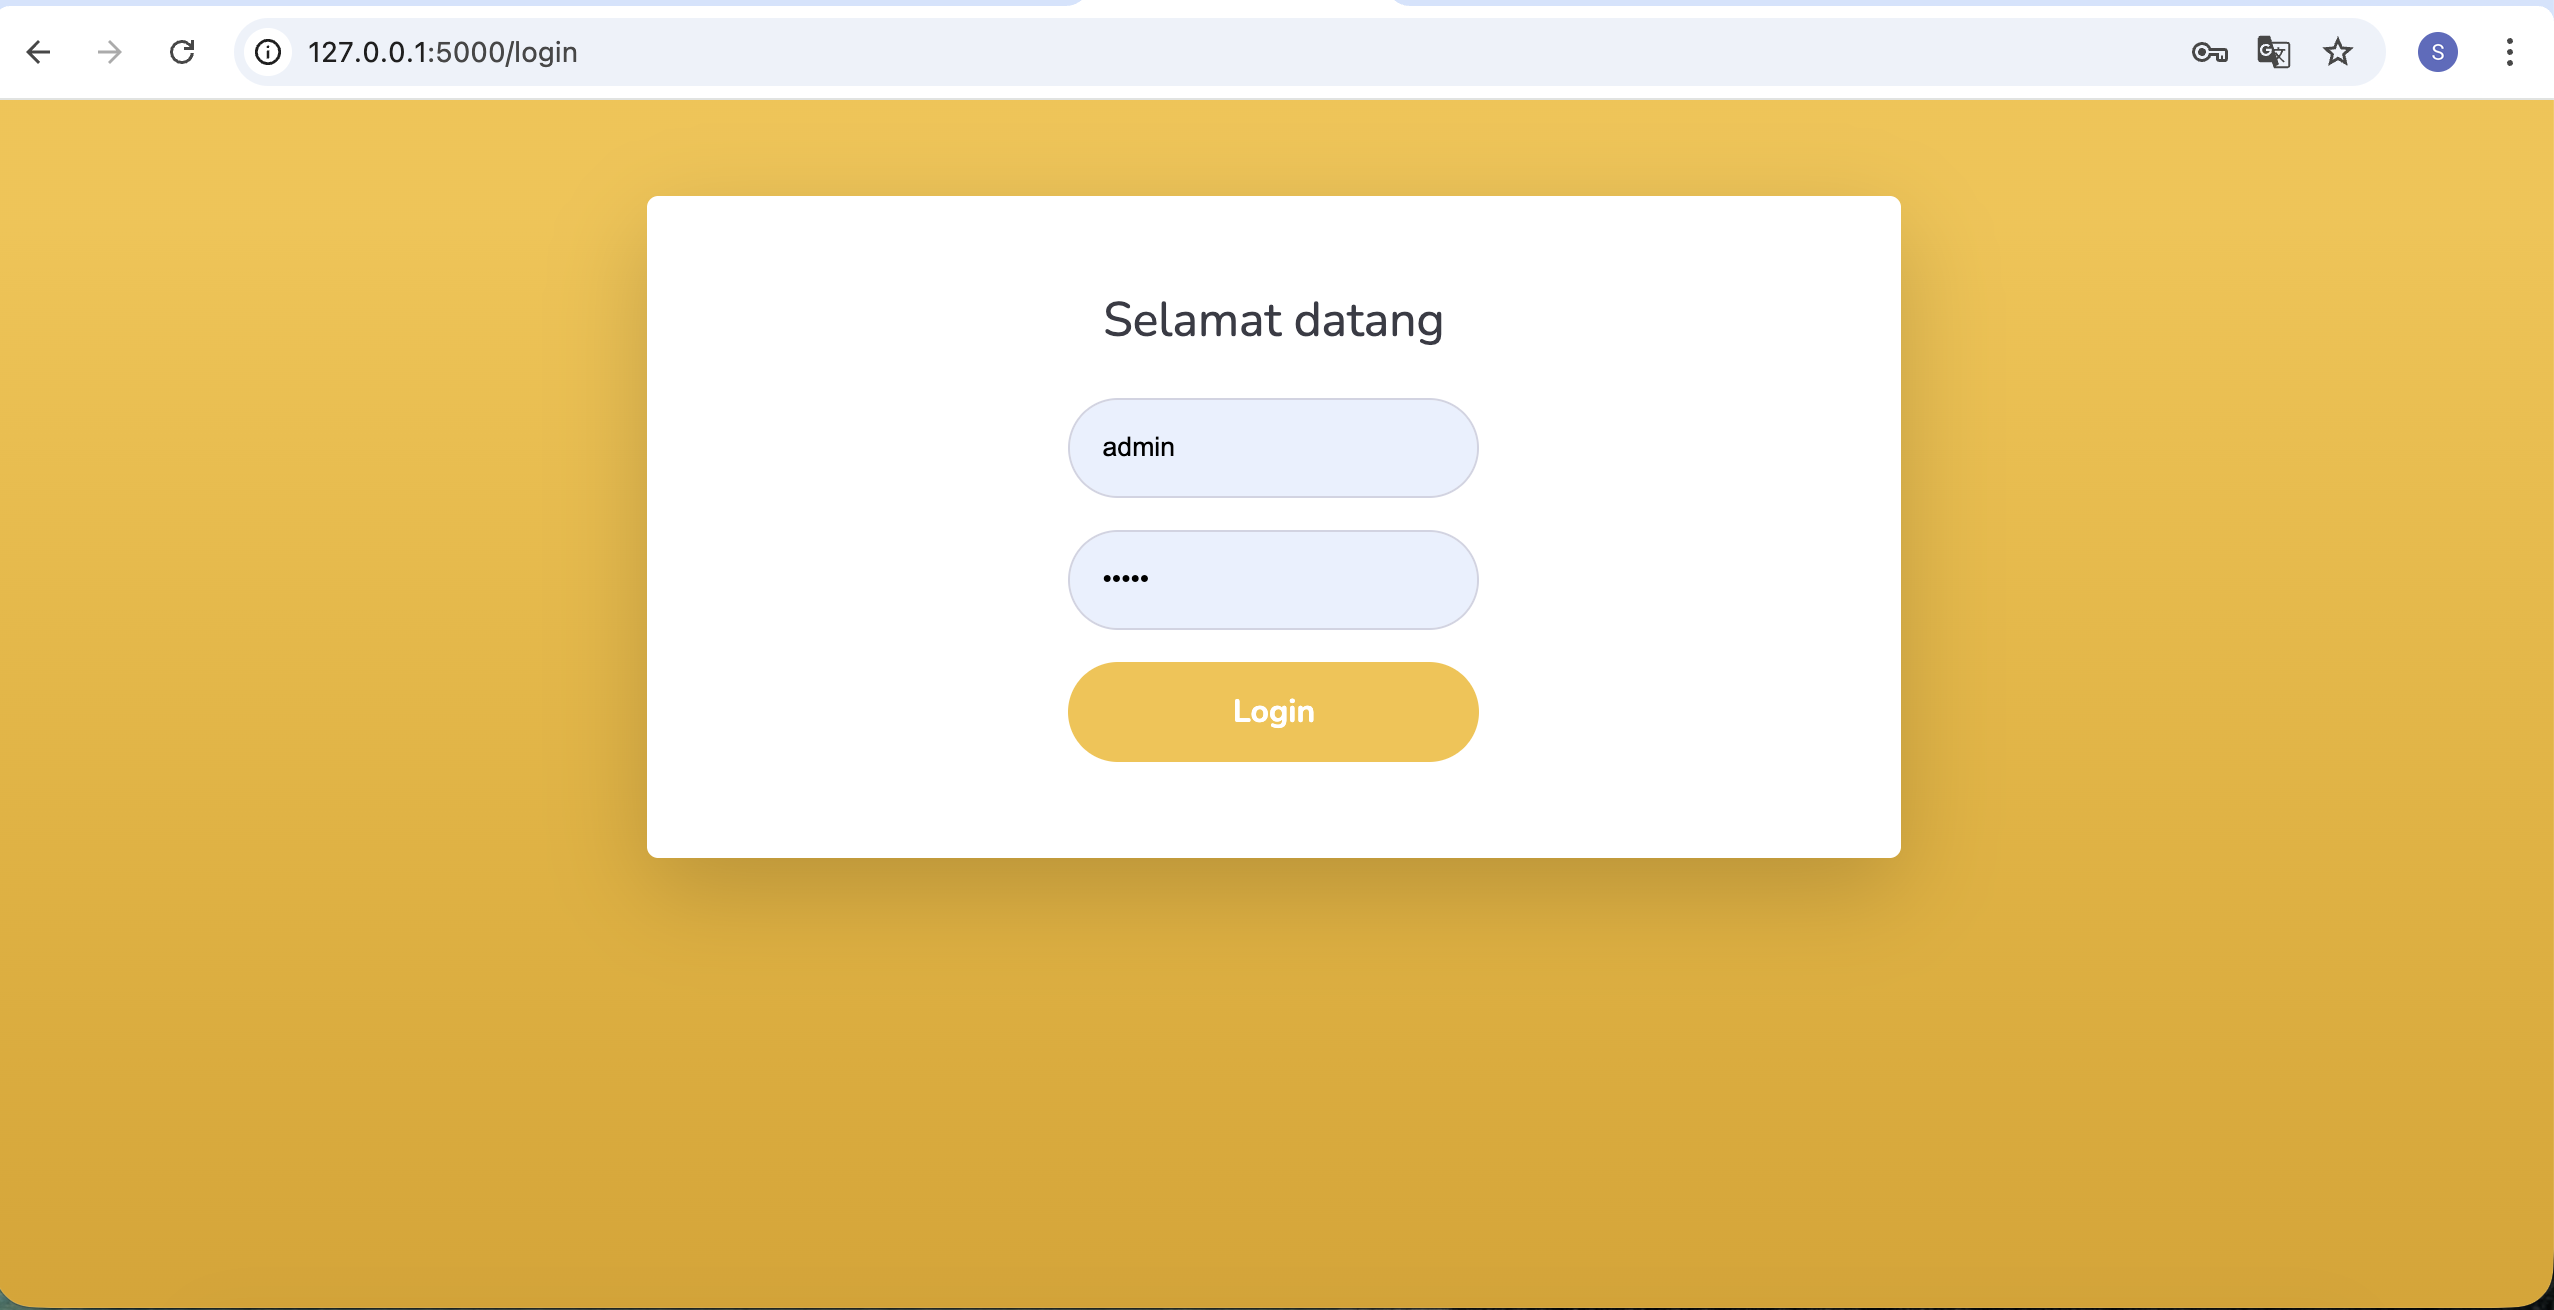 127.0.0.1:5000/login
S
Selamat datang
admin
•••••
Login